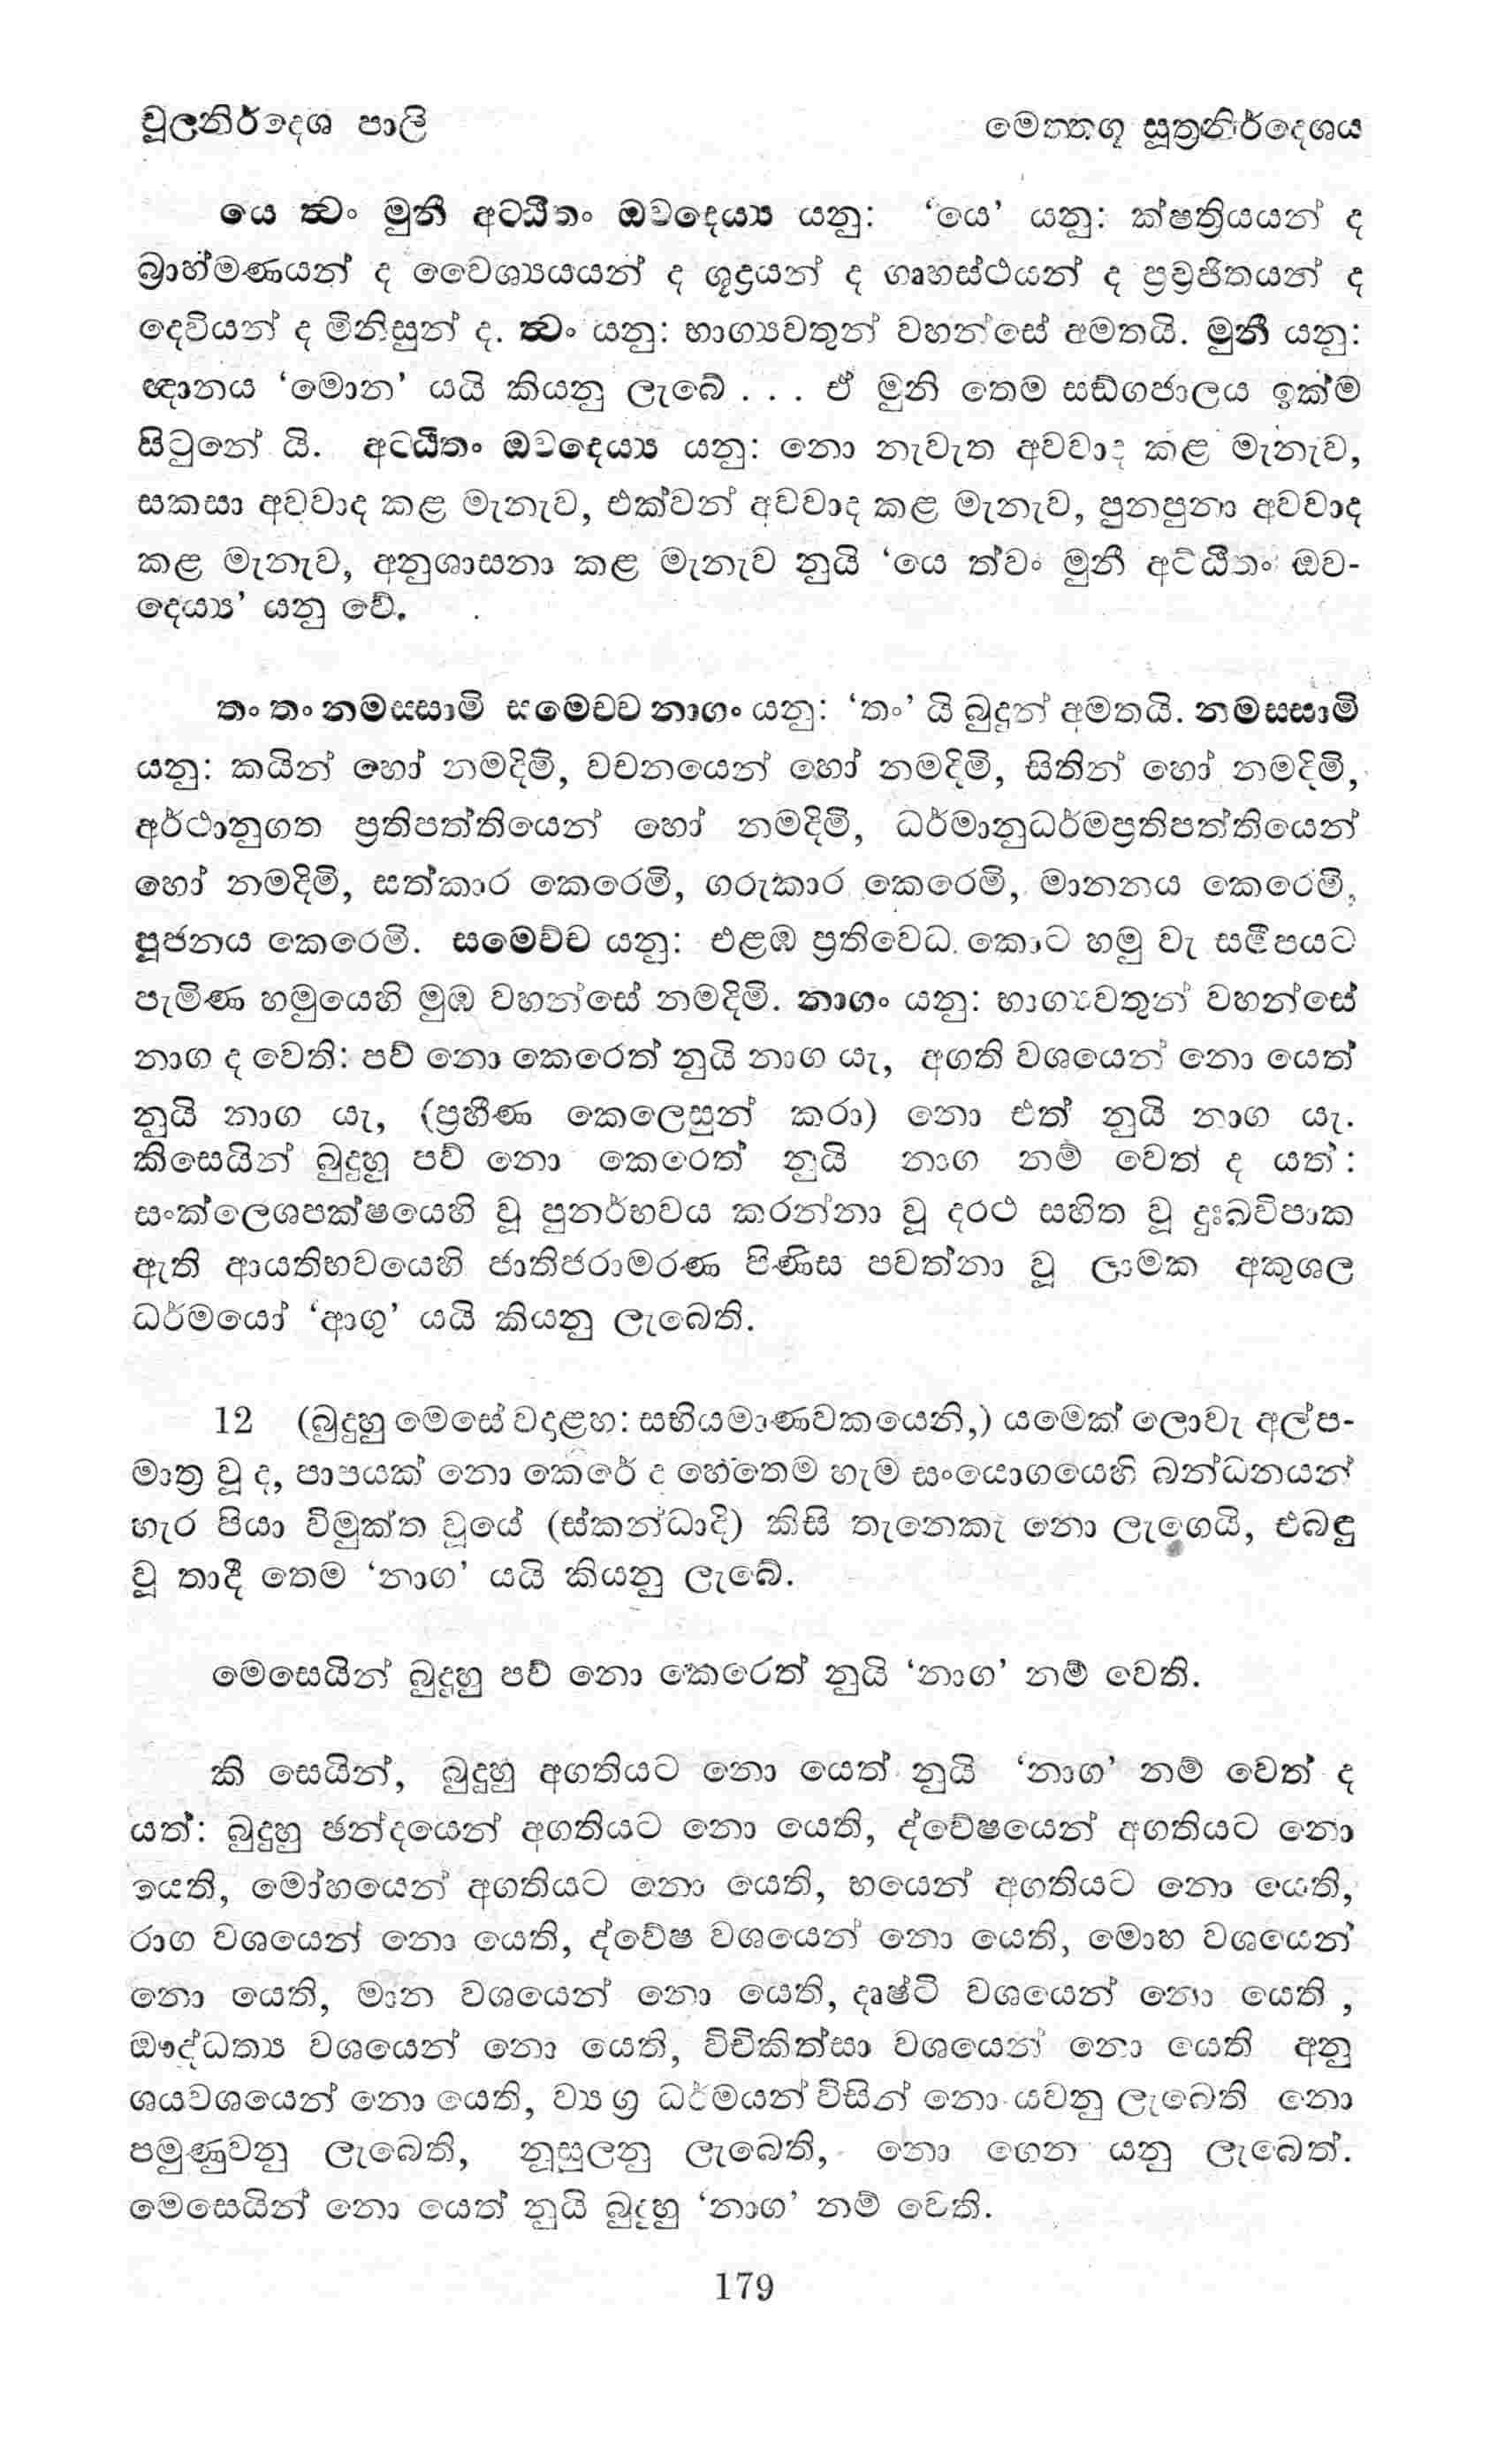 චූලනිර්දෙශ පාලි
මෙත්තගූ සූත්‍රනිර්දෙශය
යෙ ත්‍වං මුනී අට්ඨිතං ඔවදෙය්‍ය යනු: ‘යෙ’ යනු: ක්ෂත්‍රියයන් ද
බ්‍රාහ්මණයන් ද වෛශ්‍යයයන් ද ශූද්‍රයන් ද ගෘහස්ථයන් ද ප්‍රව්‍රජිතයන් ද
දෙවියන් ද මිනිසුන් ද. ත්‍වං යනු: භාග්‍යවතුන් වහන්සේ අමතයි. මුනී යනු:
ඥානය ‘මොන’ යයි කියනු ලැබේ . . . ඒ මුනි තෙම සඞ්ගජාලය ඉක්ම
සිටුනේ යි. අට්ඨිතං ඔවදෙය්‍ය යනු: නො නැවැත අවවාද කළ මැනැව,
සකසා අවවාද කළ මැනැව, එක්වන් අවවාද කළ මැනැව, පුනපුනා අවවාද
කළ මැනැව, අනුශාසනා කළ මැනැව නුයි ‘යෙ ත්වං මුනී අට්ඨිතං ඔව-
දෙය්‍ය’ යනු වේ.
තං තං නමස්සාමි සමෙච්ච නාගං යනු: ‘තං’ යි බුදුන් අමතයි. නමස්සාමි
යනු: කයින් හෝ නමදිමි, වචනයෙන් හෝ නමදිමි, සිතින් හෝ නමදිමි,
අර්ථානුගත ප්‍රතිපත්තියෙන් හෝ නමදිමි, ධර්මානුධර්මප්‍රතිපත්තියෙන්
හෝ නමදිමි, සත්කාර කෙරෙමි, ගරුකාර කෙරෙමි, මානනය කෙරෙමි,
පූජනය කෙරෙමි. සමෙච්ච යනු: එළඹ ප්‍රතිවෙධ කොට හමු වැ සමීපයට
පැමිණ හමුයෙහි මුඹ වහන්සේ නමදිමි. නාගං යනු: භාග්‍යවතුන් වහන්සේ
නාග ද වෙති: පව් නො කෙරෙත් නුයි නාග යැ, අගති වශයෙන් නො යෙත්
නුයි නාග යැ, (ප්‍රහීණ කෙලෙසුන් කරා) නො එත් නුයි නාග යැ.
කිසෙයින් බුදුහු පව් නො කෙරෙත් නුයි නාග නම් වෙත් ද යත්:
සංක්ලෙශපක්ෂයෙහි වූ පුනර්භවය කරන්නා වූ දරථ සහිත වූ දුඃඛවිපාක
ඇති ආයතිභවයෙහි ජාතිජරාමරණ පිණිස පවත්නා වූ ලාමක අකුශල
ධර්මයෝ ‘ආගු’ යයි කියනු ලැබෙති.
12 (බුදුහු මෙසේ වදාළහ: සභියමාණවකයෙනි,) යමෙක් ලොවැ අල්ප-
මාත්‍ර වූ ද, පාපයක් නො කෙරේ ද හෙතෙම හැම සංයොගයෙහි බන්ධනයන්
හැර පියා විමුක්ත වූයේ (ස්කන්ධාදි) කිසි තැනෙකැ නො ලැගෙයි, එබඳු
වූ තාදී තෙම ‘නාග’ යයි කියනු ලැබේ.
මෙසෙයින් බුදුහු පව් නො කෙරෙත් නුයි ‘නාග’ නම් වෙති.
කි සෙයින්, බුදුහු අගතියට නො යෙත් නුයි ‘නාග’ නම් වෙත් ද
යත්: බුදුහු ඡන්දයෙන් අගතියට නො යෙති, ද්වේෂයෙන් අගතියට නො
යෙති, මෝහයෙන් අගතියට නො යෙති, භයෙන් අගතියට නො යෙති,
රාග වශයෙන් නො යෙති, ද්වේෂ වශයෙන් නො යෙති, මොහ වශයෙන්
නො යෙති, මාන වශයෙන් නො යෙති, දෘෂ්ටි වශයෙන් නො යෙති ,
ඖද්ධත්‍ය වශයෙන් නො යෙති, විචිකිත්සා වශයෙන් නො යෙති අනු
ශයවශයෙන් නො යෙති, ව්‍යග්‍ර ධර්මයන් විසින් නො යවනු ලැබෙති නො
පමුණුවනු ලැබෙති, නූසුලනු ලැබෙති, නො ගෙන යනු ලැබෙත්.
මෙසෙයින් නො යෙත් නුයි බුදුහු ‘නාග’ නම් වෙති.
179